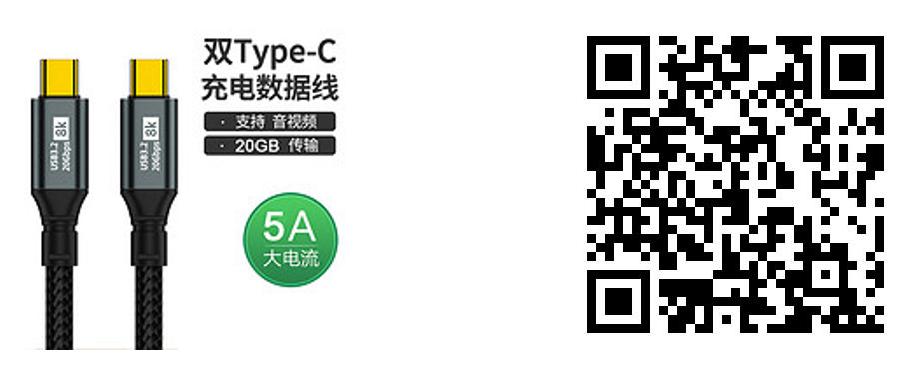 双Type-C
充电数据线
· 支持 音视频
· 20GB 传输
8k
USB3.2
20Gbps
8k
USB3.2
20Gbps
5A
大电流